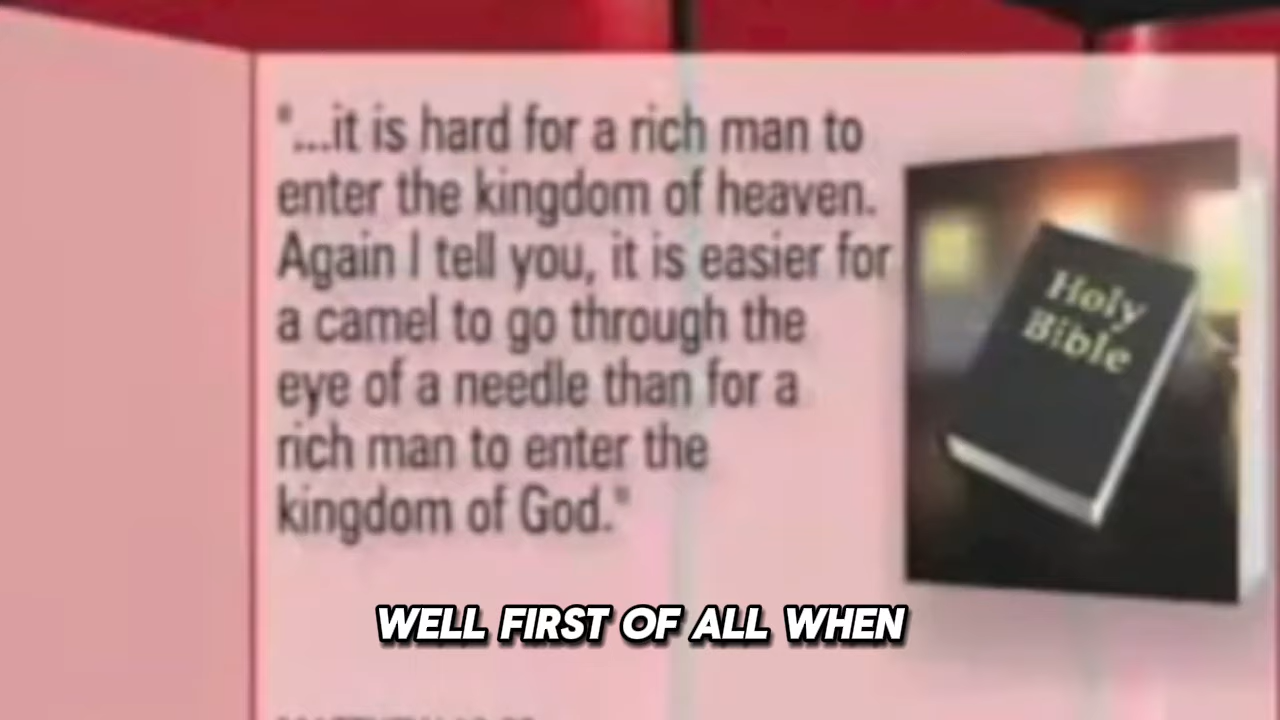 "...it is hard for a rich man to
enter the kingdom of heaven.
Again I tell you, it is easier for
a camel to go through the
eye of a needle than for a
rich man to enter the
kingdom of God."
Holy
Bible
WELL FIRST OF ALL WHEN